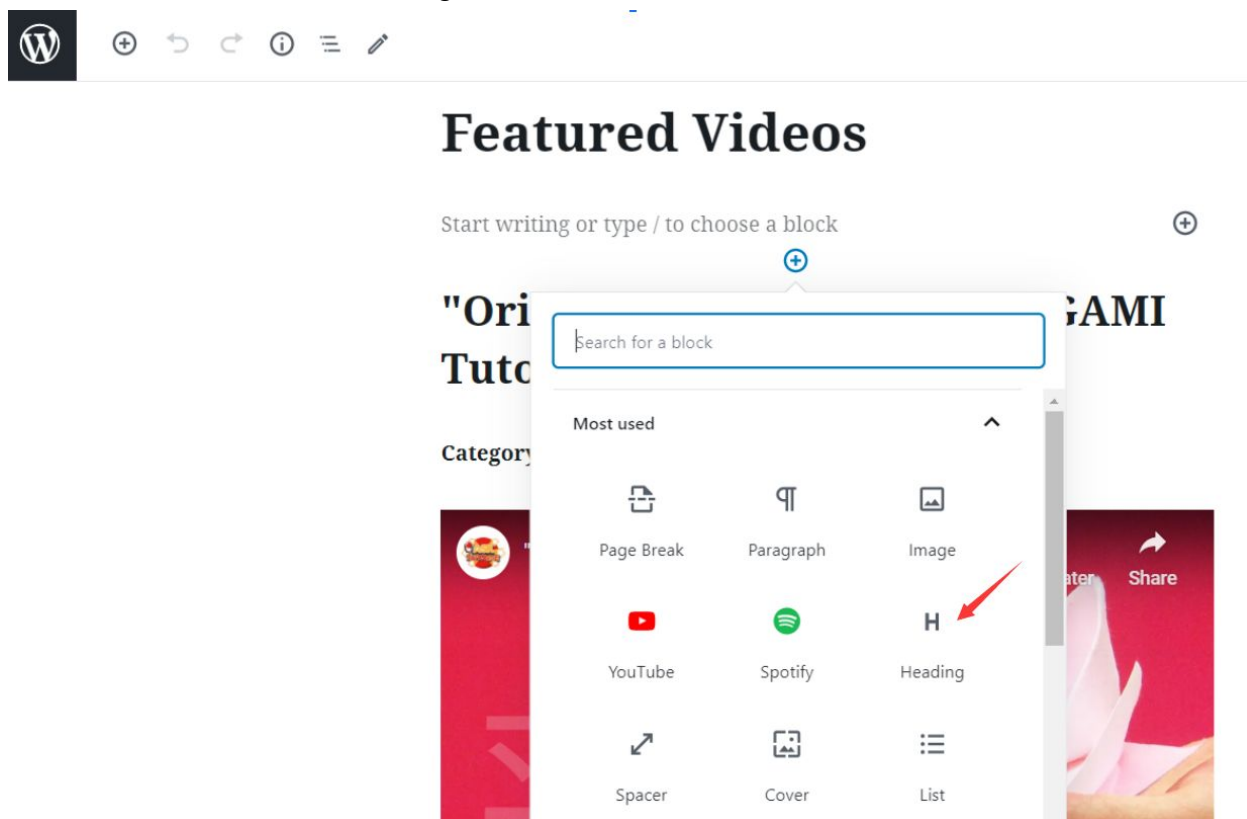 Featured Videos
Start writing or type / to choose a block
"Ori
GAMI
Tuto
Search for a block
Most used
Category
Page Break
Paragraph
Image
Share
YouTube
Spotify
H
Heading
Spacer
Cover
List